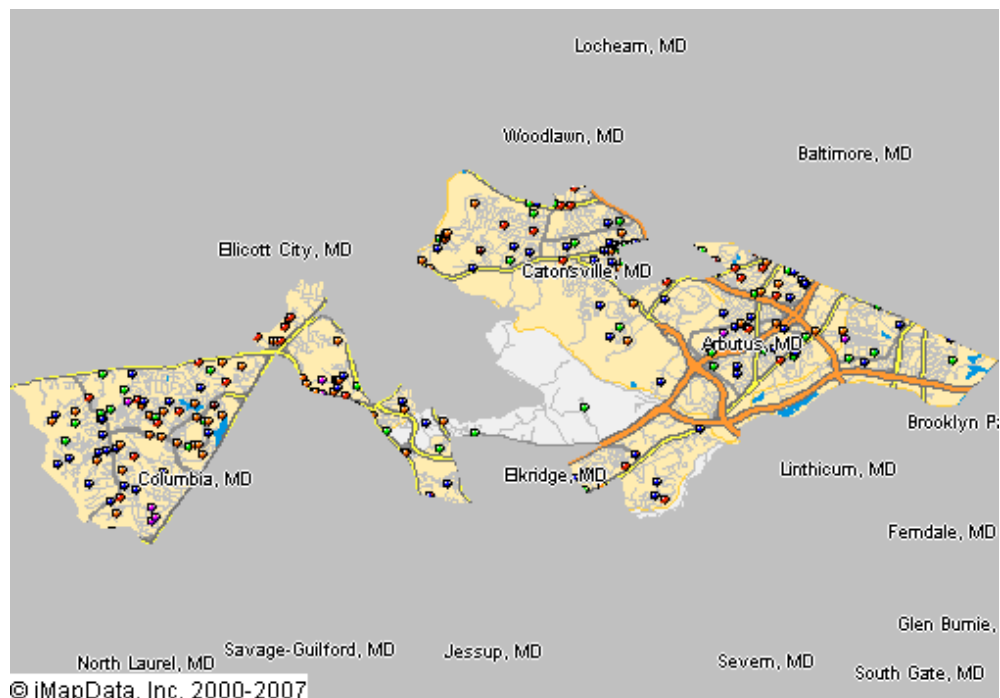 Lochearn, MD
Woodlawn, MD
Baltimore, MD
Ellicott City, MD
Catonsville, MD
Arbutus, MD
Brooklyn Pa
Columbia, MD
Elkridge, MD
Linthicum, MD
Ferndale, MD
Glen Burnie,
North Laurel, MD
Savage-Guilford, MD
Jessup, MD
Severn, MD
South Gate, MD
© iMapData, Inc. 2000-2007